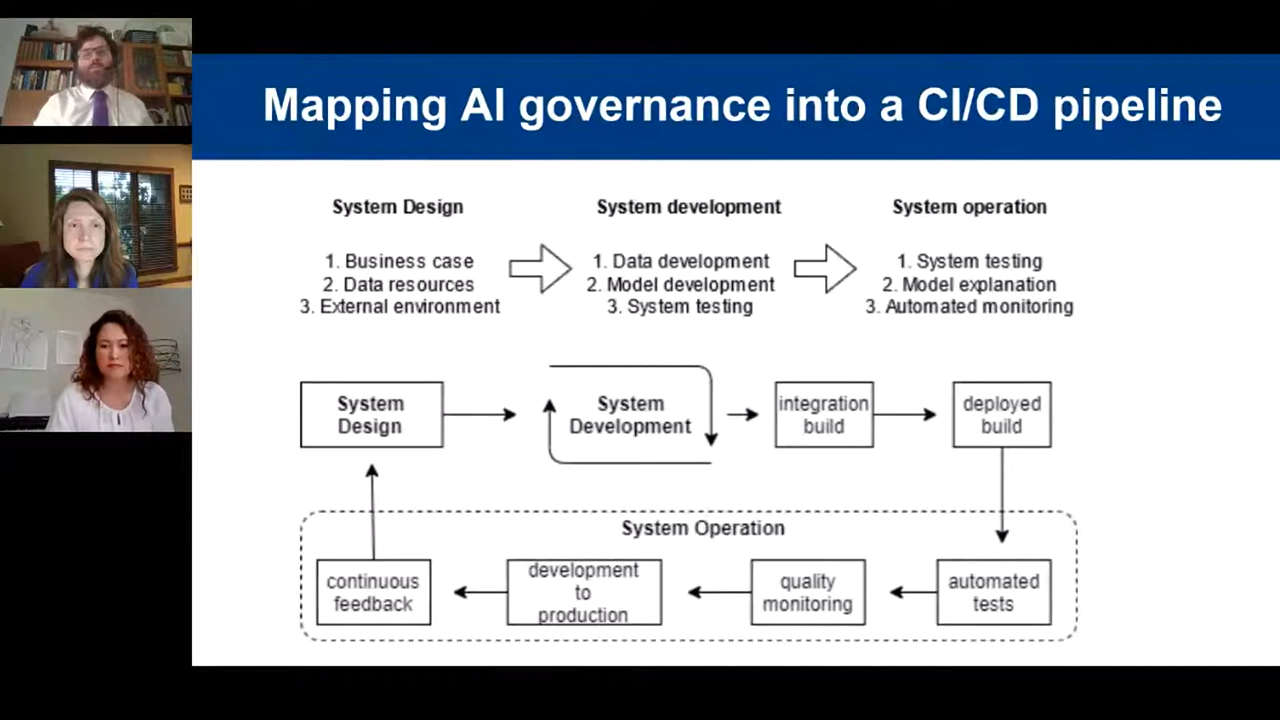 Mapping AI governance into a CI/CD pipeline
System Design
1. Business case
2. Data resources
3. External environment
System development
1. Data development
2. Model development
3. System testing
System operation
1. System testing
2. Model explanation
3. Automated monitoring
System
Design
System
Development
integration
build
deployed
build
System Operation
continuous
feedback
development
to
production
quality
monitoring
automated
tests